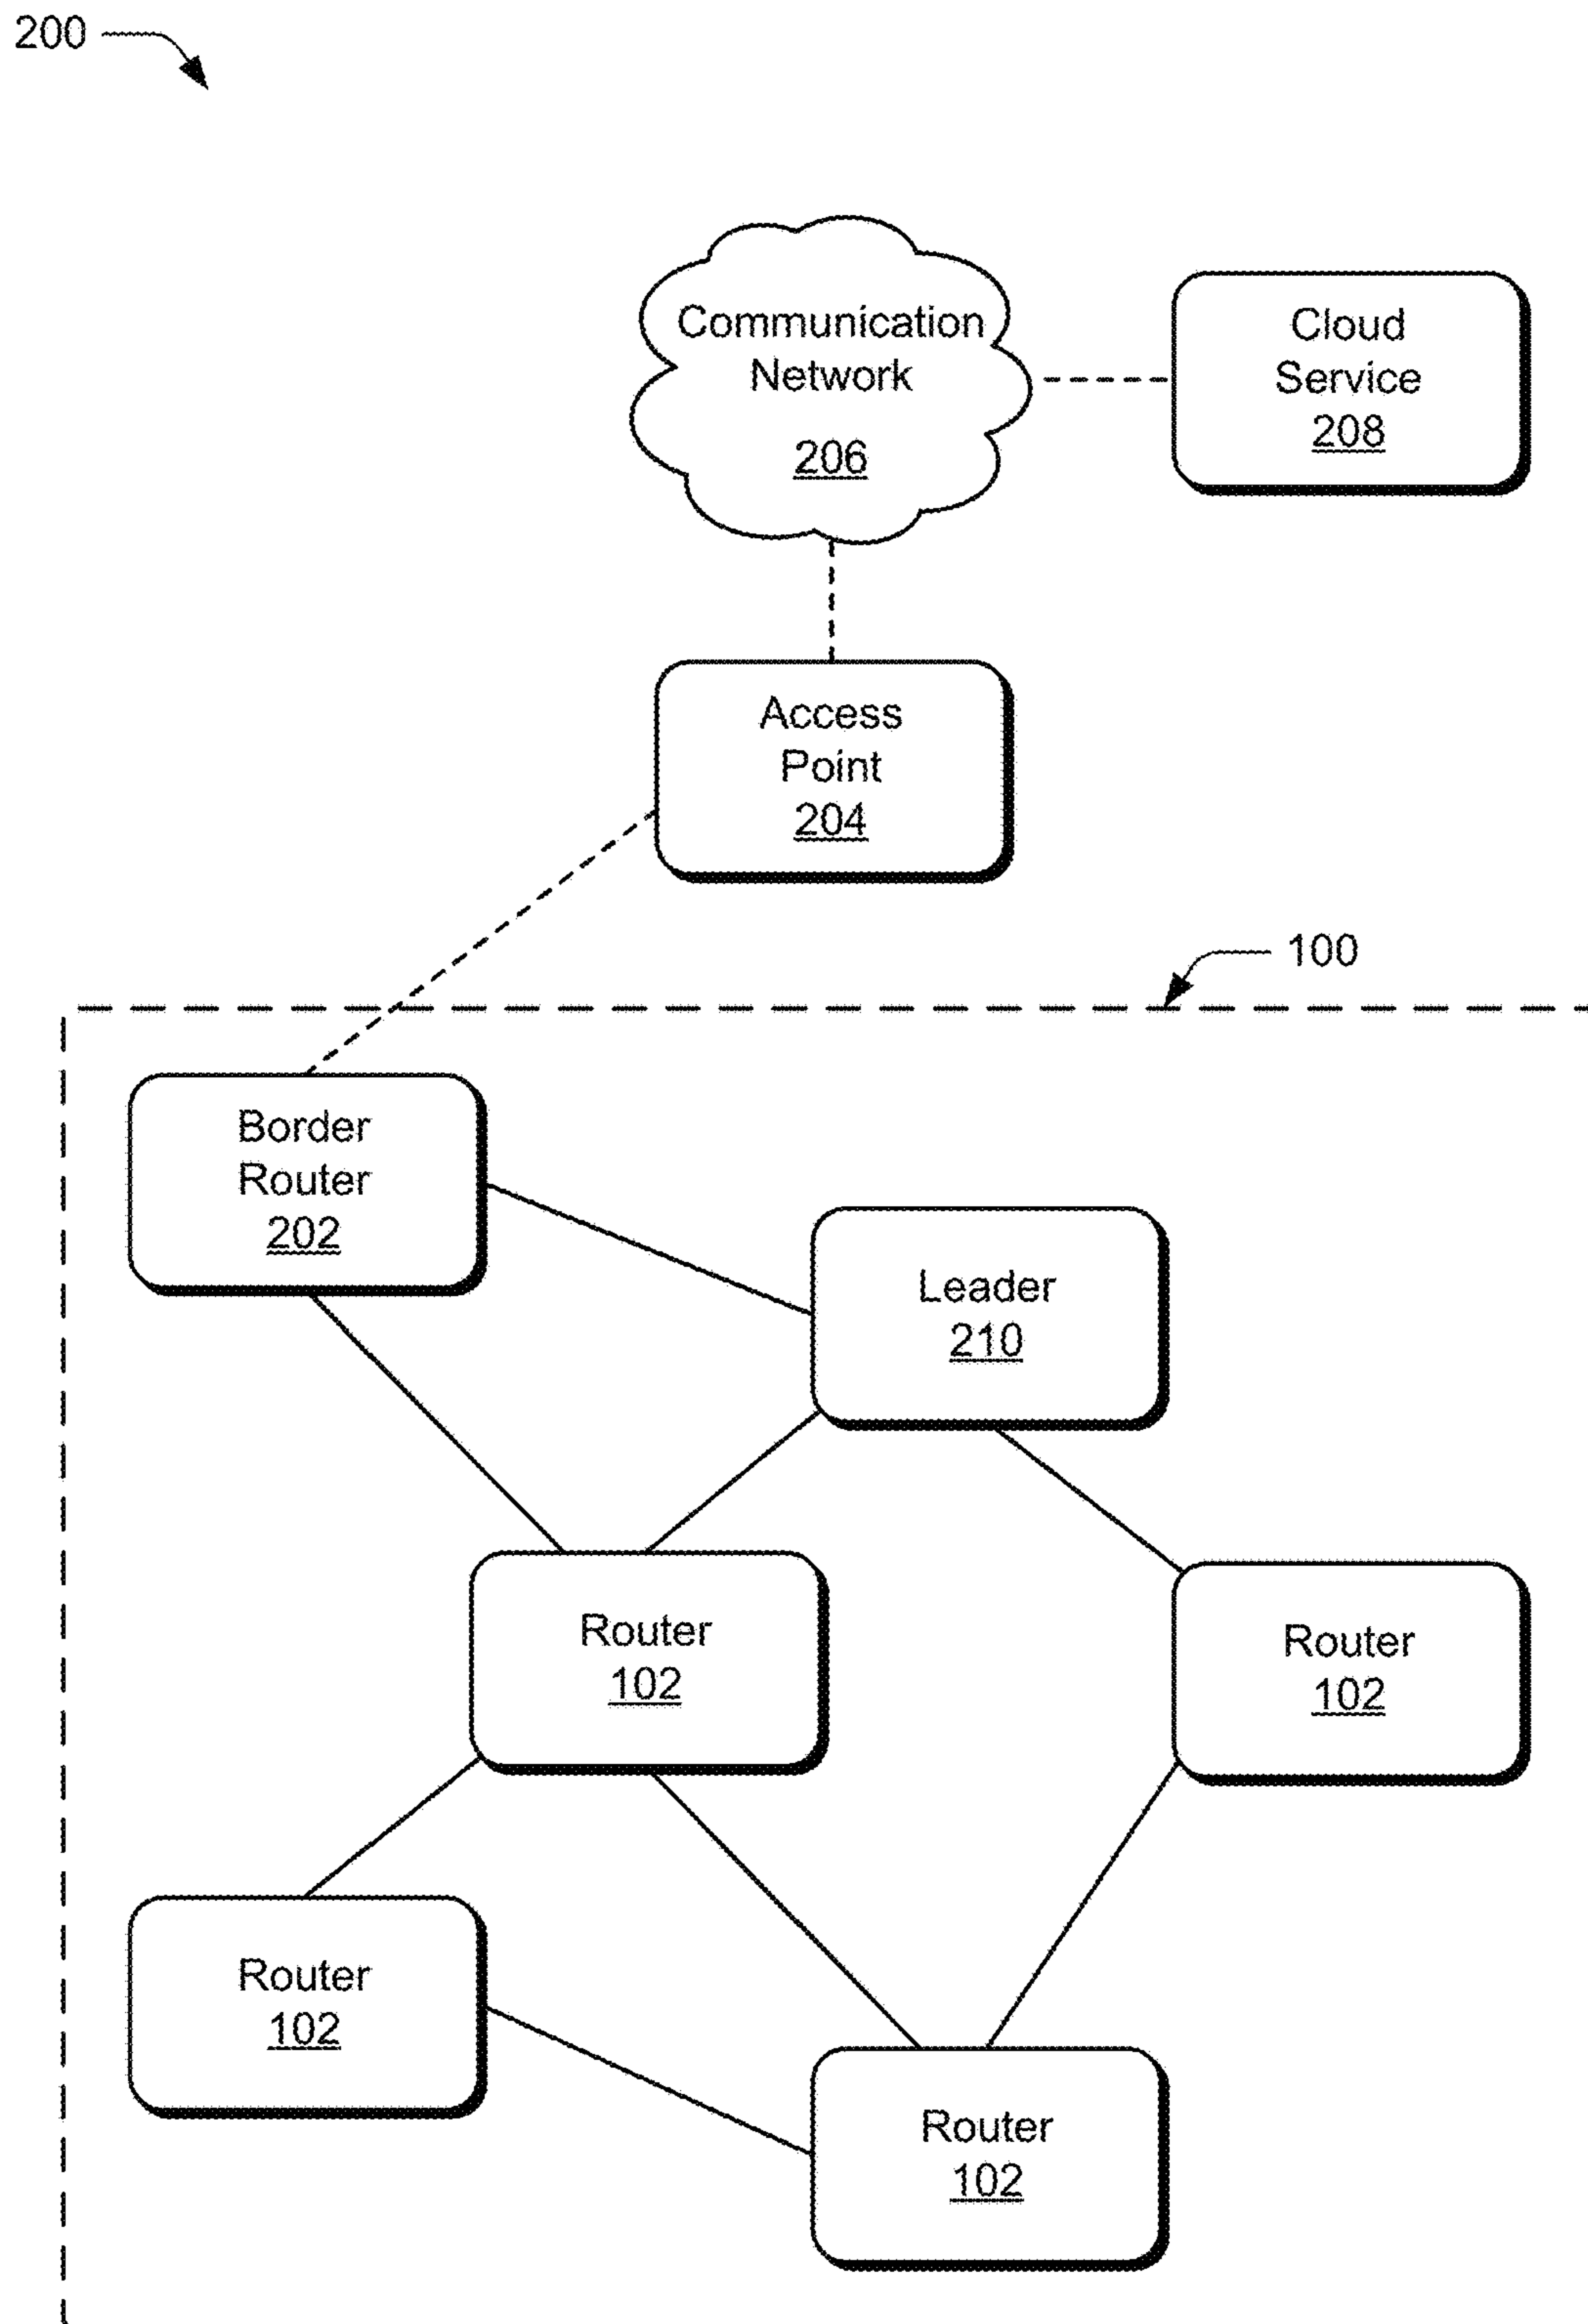 200
Communication
Network
206
Cloud
Service
208
Access
Point
204
100
Border
Router
202
Leader
210
Router
102
Router
102
Router
102
Router
102